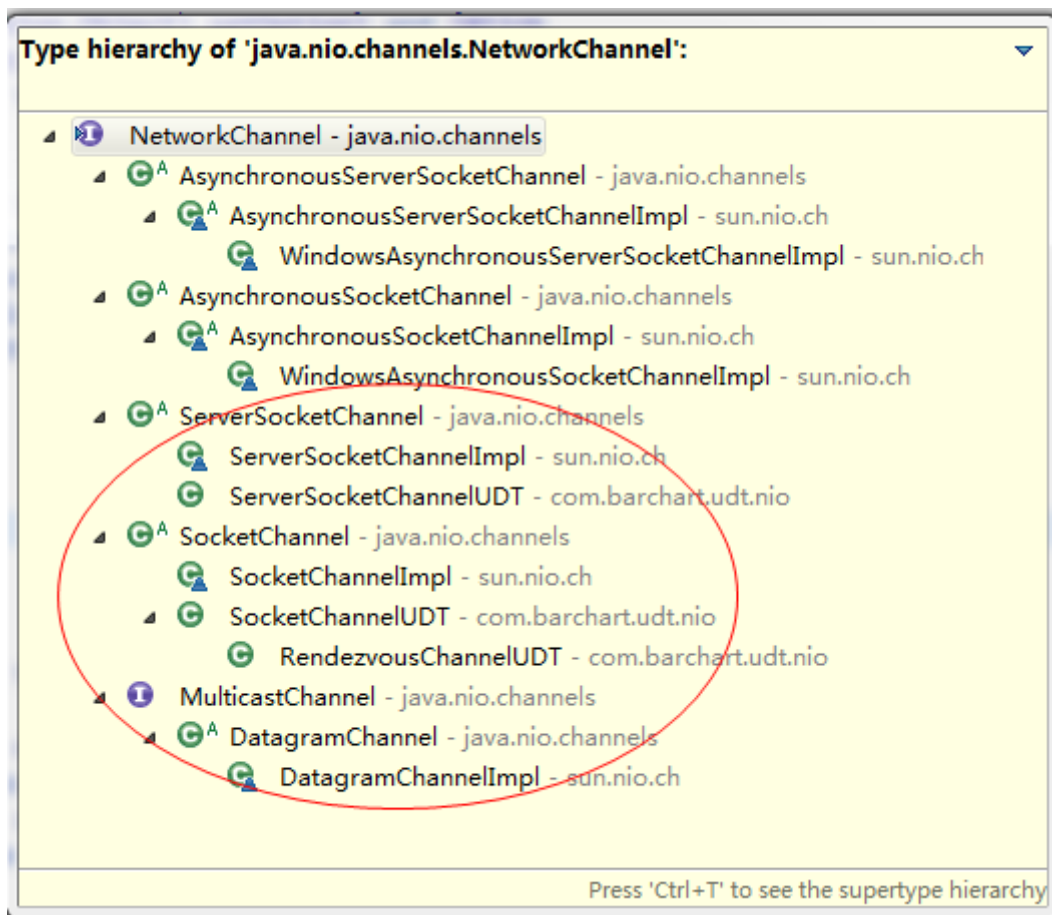 Type hierarchy of 'java.nio.channels.NetworkChannel':
NetworkChannel - java.nio.channels
AsynchronousServerSocketChannel - java.nio.channels
AsynchronousServerSocketChannelImpl - sun.nio.ch
WindowsAsynchronousServerSocketChannelImpl - sun.nio.ch
AsynchronousSocketChannel - java.nio.channels
AsynchronousSocketChannelImpl - sun.nio.ch
WindowsAsynchronousSocketChannelImpl - sun.nio.ch
ServerSocketChannel - java.nio.channels
ServerSocketChannelImpl - sun.nio.ch
ServerSocketChannelUDT - com.barchart.udt.nio
SocketChannel - java.nio.channels
SocketChannelImpl - sun.nio.ch
SocketChannelUDT - com.barchart.udt.nio
RendezvousChannelUDT - com.barchart.udt.nio
MulticastChannel - java.nio.channels
DatagramChannel - java.nio.channels
DatagramChannelImpl - sun.nio.ch
Press 'Ctrl+T' to see the supertype hierarchy